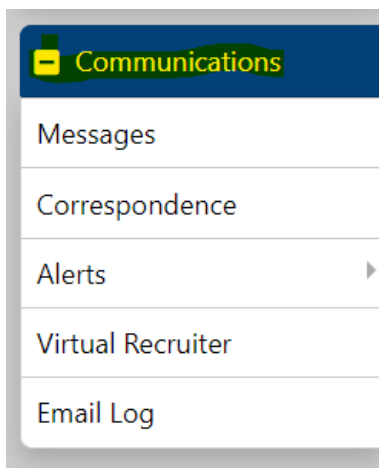 Communications
Messages
Correspondence
Alerts
Virtual Recruiter
Email Log